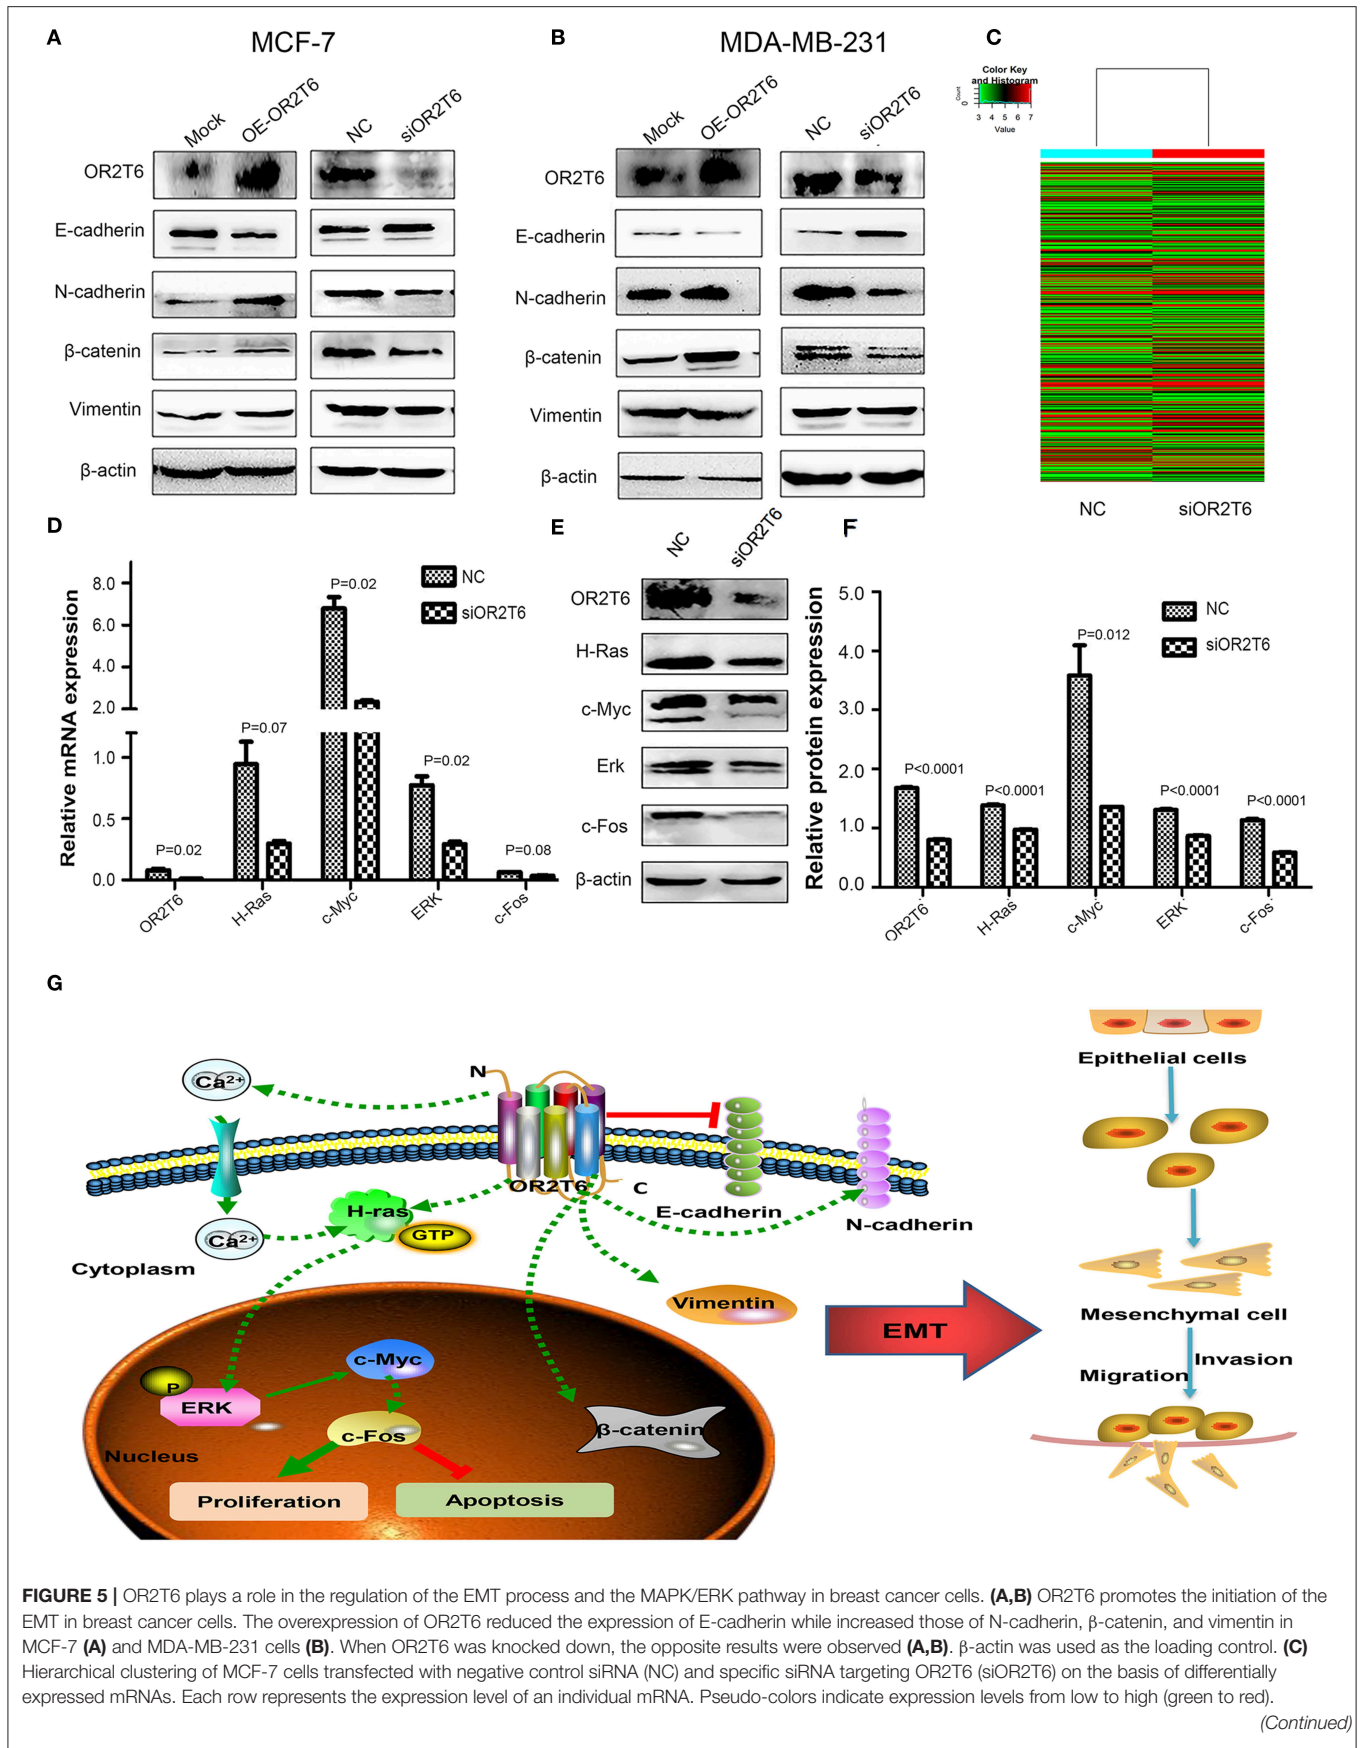 A
MCF-7
Mock
OE-OR2T6
NC
siOR2T6
OR2T6
E-cadherin
N-cadherin
β-catenin
Vimentin
β-actin
B
MDA-MB-231
Mock
OE-OR2T6
NC
siOR2T6
OR2T6
E-cadherin
N-cadherin
β-catenin
Vimentin
β-actin
C
Color Key
and Histogram
Count
0
3 4 5 6 7
Value
NC siOR2T6
D
Relative mRNA expression
8.0
6.0
4.0
2.0
1.0
0.5
0.0
P=0.02
P=0.07
P=0.02
P=0.02
P=0.08
NC
siOR2T6
OR2T6
H-Ras
c-Myc
ERK
c-Fos
E
NC
siOR2T6
OR2T6
H-Ras
c-Myc
Erk
c-Fos
β-actin
F
Relative protein expression
5.0
4.0
3.0
2.0
1.0
0.0
P<0.0001
P<0.0001
P=0.012
P<0.0001
P<0.0001
NC
siOR2T6
OR2T6
H-Ras
c-Myc
ERK
c-Fos
G
Ca2+
N
OR2T6
C
E-cadherin
N-cadherin
H-ras
GTP
Ca2+
Cytoplasm
Vimentin
c-Myc
P
ERK
c-Fos
β-catenin
Nucleus
Proliferation
Apoptosis
EMT
Epithelial cells
Mesenchymal cell
Invasion
Migration
FIGURE 5 | OR2T6 plays a role in the regulation of the EMT process and the MAPK/ERK pathway in breast cancer cells. (A,B) OR2T6 promotes the initiation of the
EMT in breast cancer cells. The overexpression of OR2T6 reduced the expression of E-cadherin while increased those of N-cadherin, β-catenin, and vimentin in
MCF-7 (A) and MDA-MB-231 cells (B). When OR2T6 was knocked down, the opposite results were observed (A,B). β-actin was used as the loading control. (C)
Hierarchical clustering of MCF-7 cells transfected with negative control siRNA (NC) and specific siRNA targeting OR2T6 (siOR2T6) on the basis of differentially
expressed mRNAs. Each row represents the expression level of an individual mRNA. Pseudo-colors indicate expression levels from low to high (green to red).
(Continued)